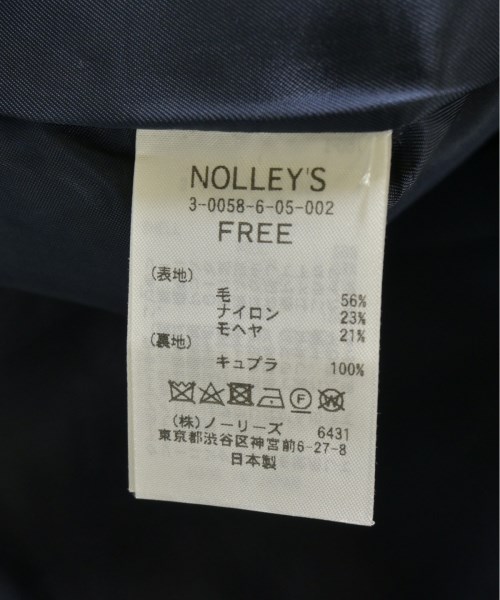 NOLLEY'S
3-0058-6-05-002
FREE
(表地)
毛 56%
ナイロン 23%
モヘヤ 21%
(裏地)
キュプラ 100%
(株)ノーリーズ 6431
東京都渋谷区神宮前6-27-8
日本製